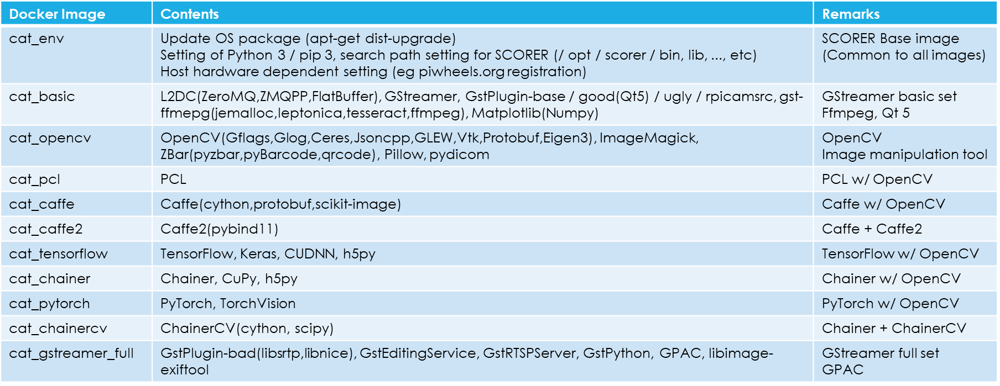 Docker Image Contents Remarks
cat_env Update OS package (apt-get dist-upgrade) SCORER Base image
Setting of Python 3 / pip 3, search path setting for SCORER (/ opt / scorer / bin, lib, ..., etc) (Common to all images)
Host hardware dependent setting (eg piwheels.org registration)
cat_basic L2DC(ZeroMQ,ZMQPP,FlatBuffer), GStreamer, GstPlugin-base / good(Qt5) / ugly / rpicamsrc, gst- GStreamer basic set
ffmepg(jemalloc,leptonica,tesseract,ffmpeg), Matplotlib(Numpy) Ffmpeg, Qt 5
cat_opencv OpenCV(Gflags,Glog,Ceres,Jsoncpp,GLEW,Vtk,Protobuf,Eigen3), ImageMagick, OpenCV
ZBar(pyzbar,pyBarcode,qrcode), Pillow, pydicom Image manipulation tool
cat_pcl PCL PCL w/ OpenCV
cat_caffe Caffe(cython,protobuf,scikit-image) Caffe w/ OpenCV
cat_caffe2 Caffe2(pybind11) Caffe + Caffe2
cat_tensorflow TensorFlow, Keras, CUDNN, h5py TensorFlow w/ OpenCV
cat_chainer Chainer, CuPy, h5py Chainer w/ OpenCV
cat_pytorch PyTorch, TorchVision PyTorch w/ OpenCV
cat_chainercv ChainerCV(cython, scipy) Chainer + ChainerCV
cat_gstreamer_full GstPlugin-bad(libsrtp,libnice), GstEditingService, GstRTSPServer, GstPython, GPAC, libimage- GStreamer full set
exiftool GPAC